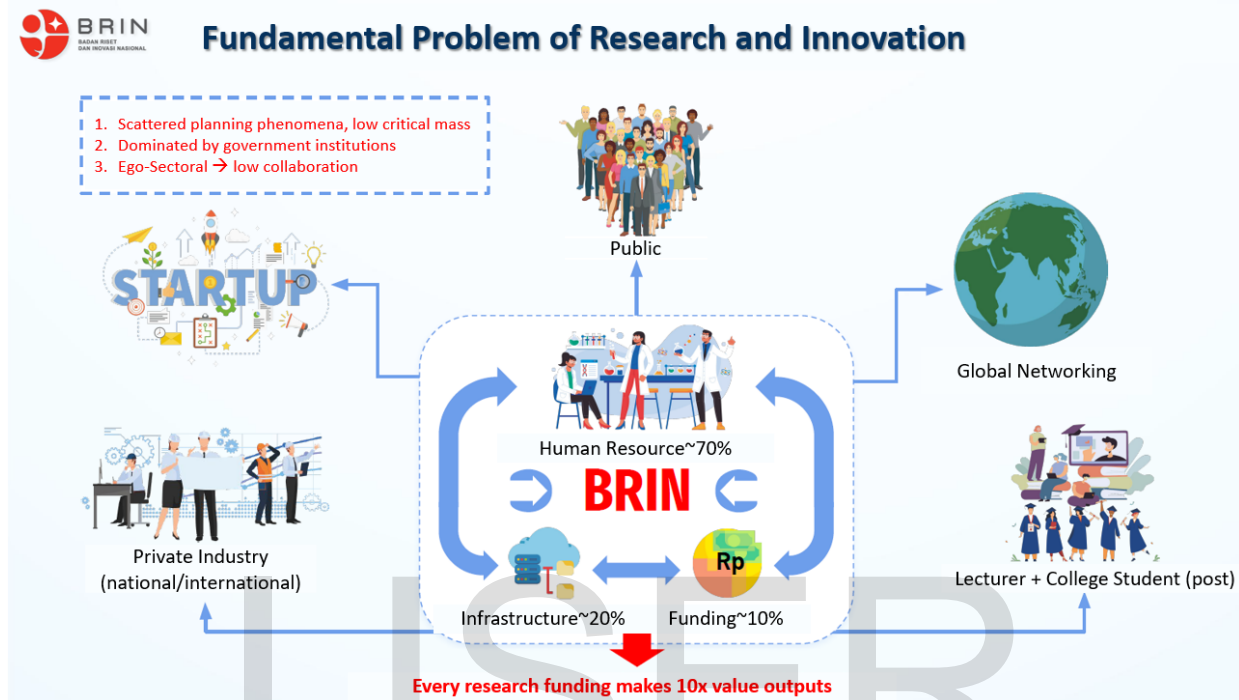 BRIN
BADAN RISET
DAN INOVASI NASIONAL
Fundamental Problem of Research and Innovation
1. Scattered planning phenomena, low critical mass
2. Dominated by government institutions
3. Ego-Sectoral → low collaboration
Public
STARTUP
Global Networking
Human Resource~70%
BRIN
Private Industry
(national/international)
Rp
Lecturer + College Student (post)
Infrastructure~20%
Funding~10%
Every research funding makes 10x value outputs